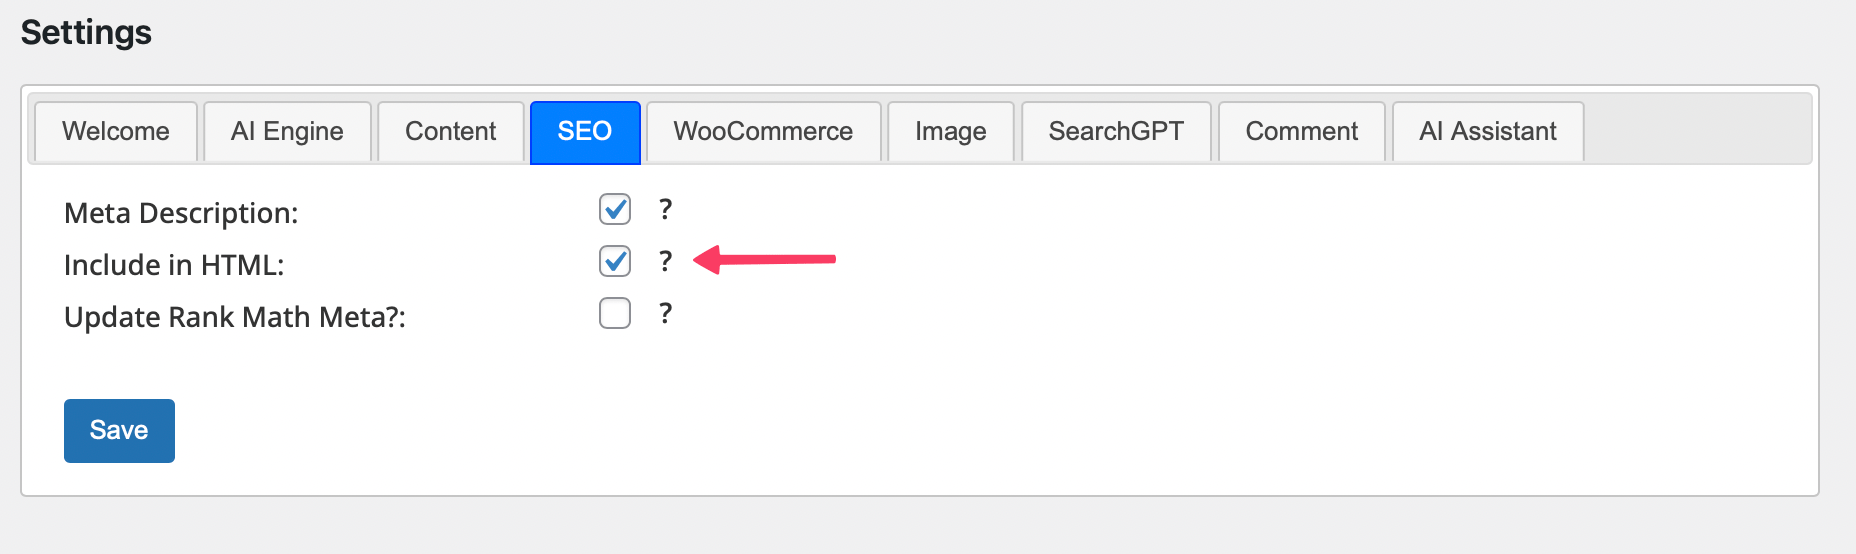 Settings
Welcome AI Engine Content SEO WooCommerce Image SearchGPT Comment AI Assistant
Meta Description: ?
Include in HTML: ?
Update Rank Math Meta?: ?
Save